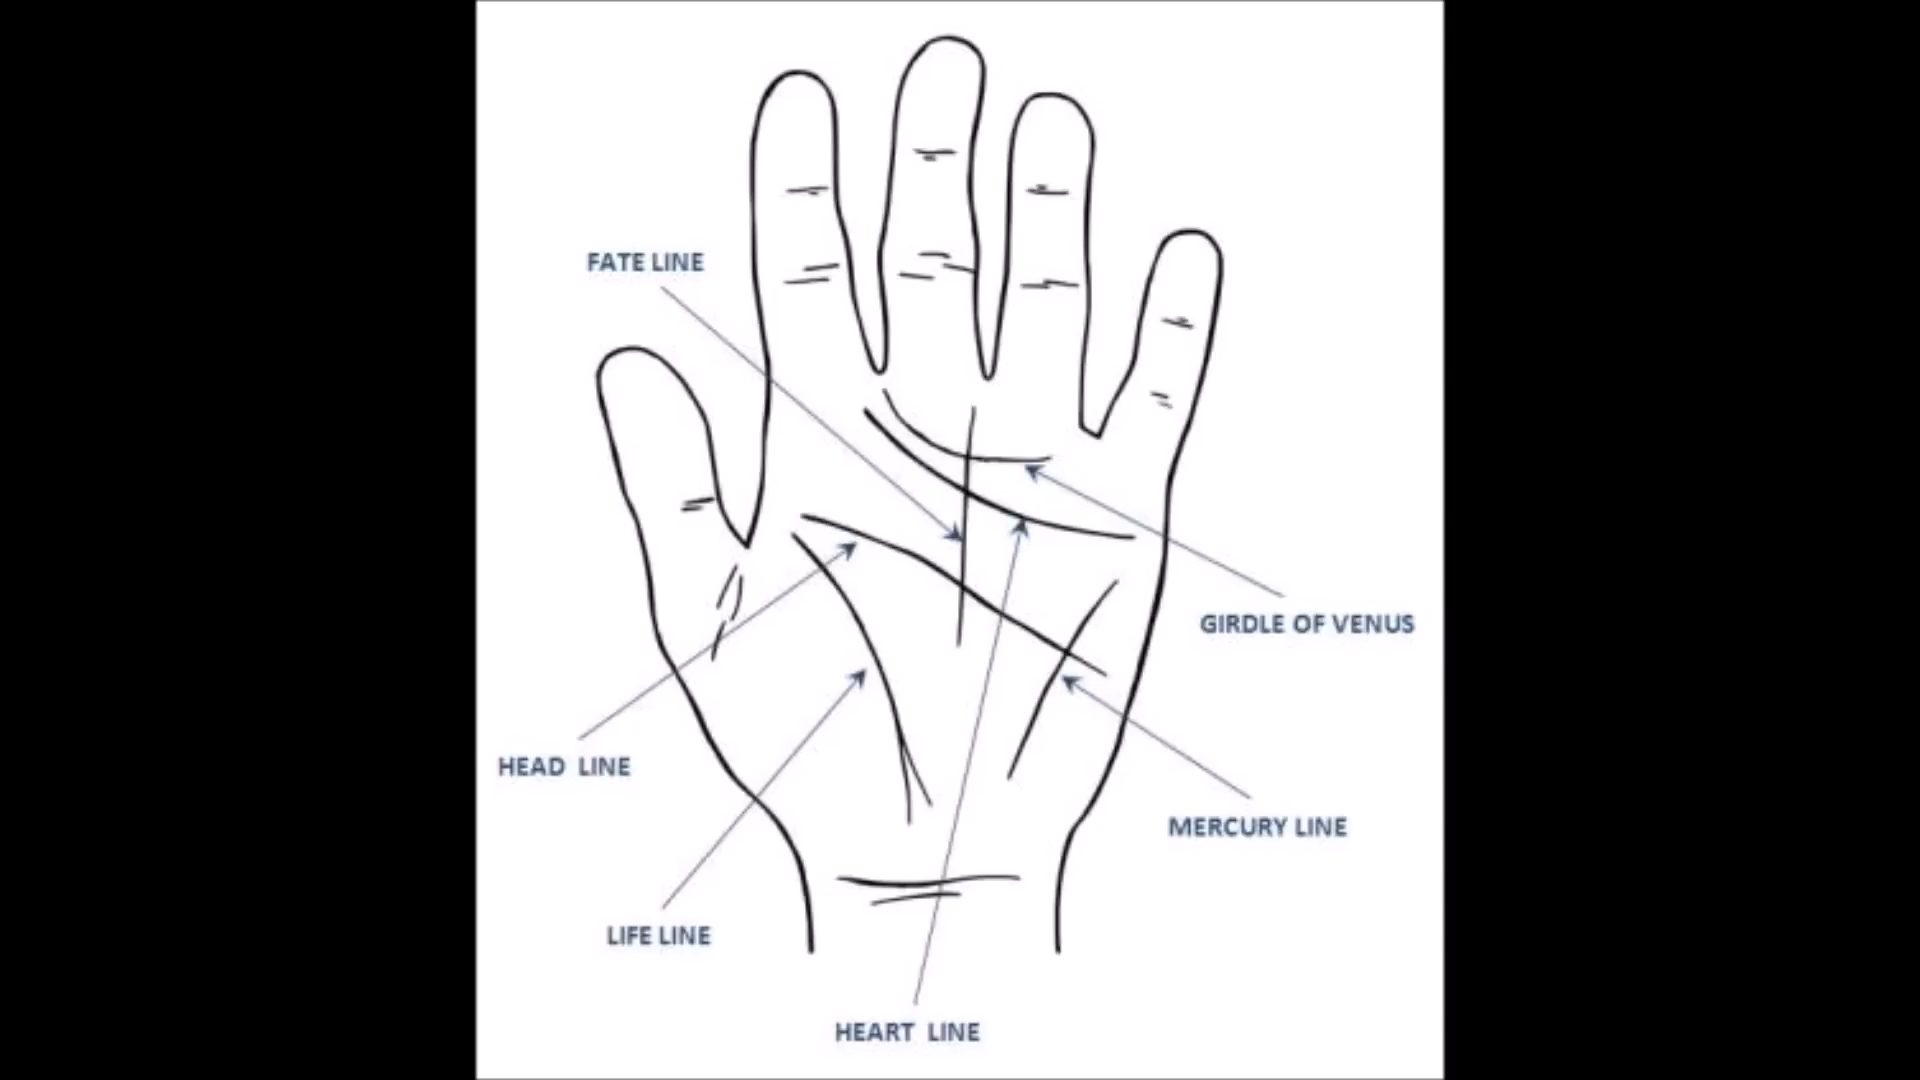 FATE LINE
GIRDLE OF VENUS
HEAD LINE
MERCURY LINE
LIFE LINE
HEART LINE